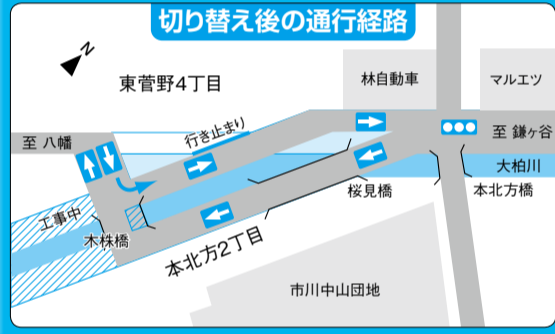 切り替え後の通行経路
N
東菅野4丁目
林自動車
マルエツ
行き止まり
至 八幡
至 鎌ヶ谷
大柏川
桜見橋
本北方橋
工事中
木株橋
本北方2丁目
市川中山団地